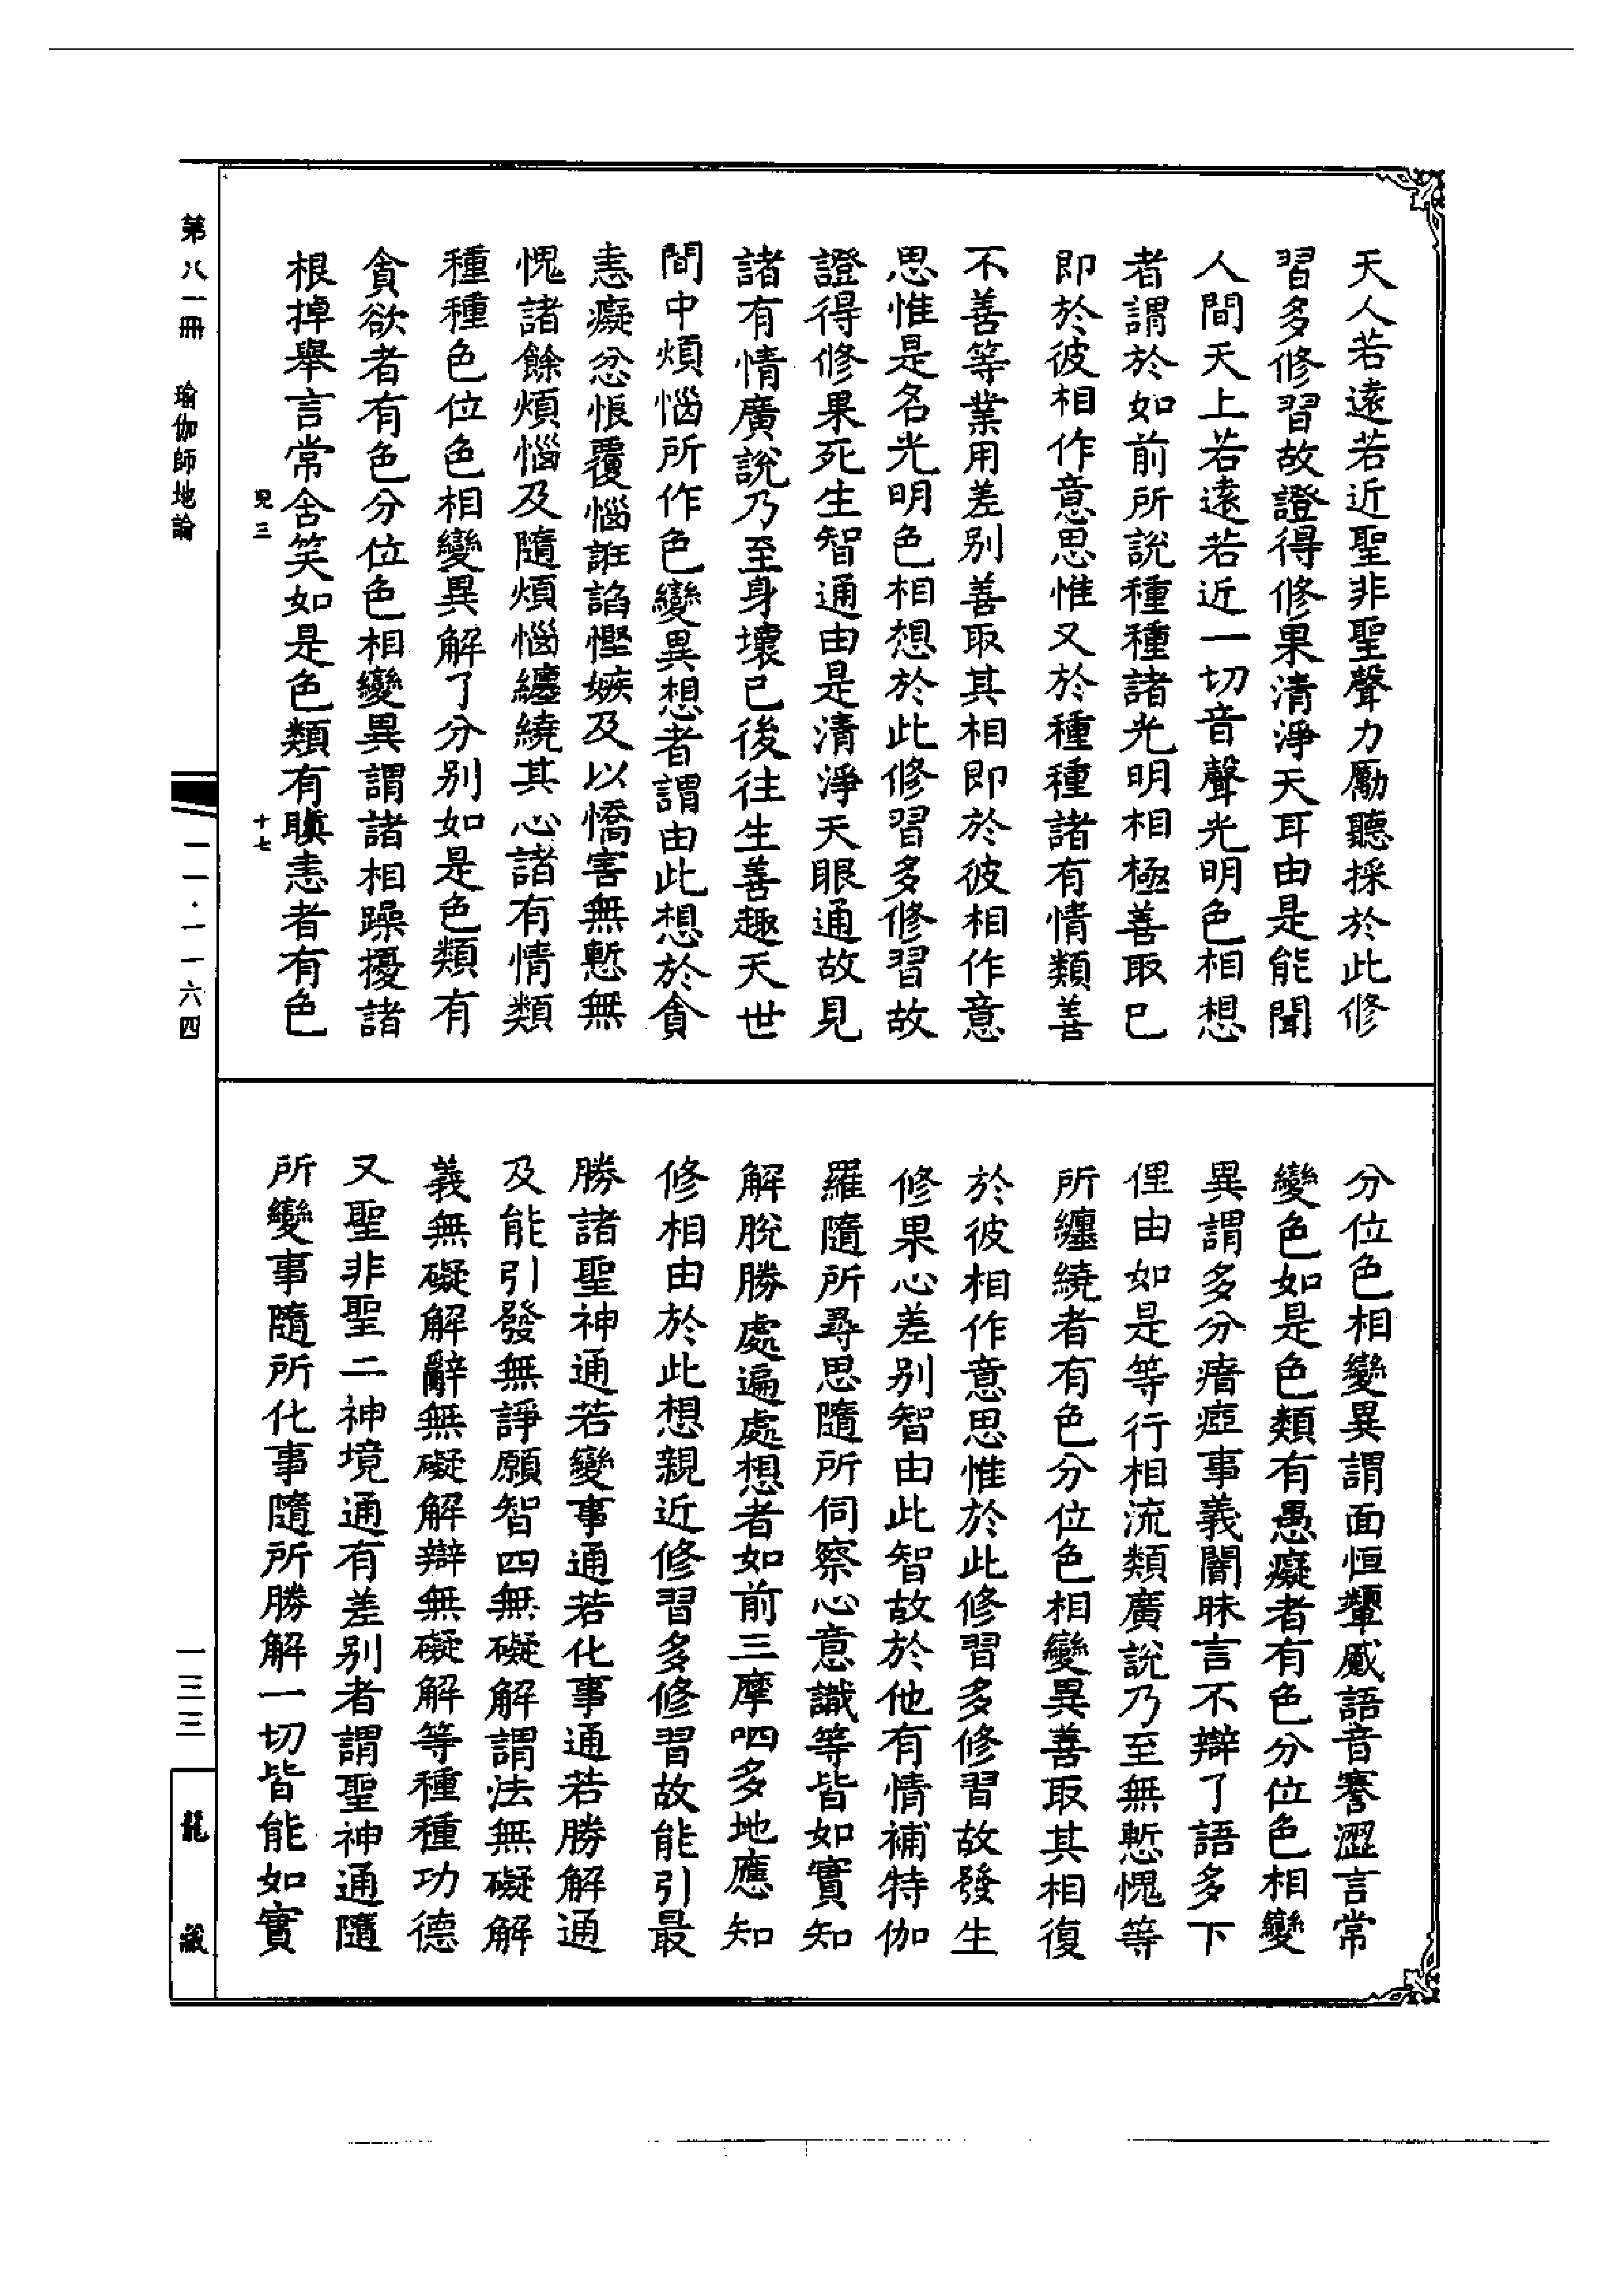 天人若遠若近聖非聖聲力勵聽採於此修
習多修習故證得修果清淨天耳由是能聞
人間天上若遠若近一切音聲光明色相想
者謂於如前所說種種諸光明相極善取已
即於彼相作意思惟又於種種諸有情類善
不善等業用差別善取其相即於彼相作意
思惟是名光明色相想於此修習多修習故
證得修果死生智通由是清淨天眼通故見
諸有情廣說乃至身壞已後往生善趣天世
間中煩惱所作色變異想者謂由此想於貪
恚癡忿恨覆惱誑諂慳嫉及以憍害無慙無
愧諸餘煩惱及隨煩惱纏繞其心諸有情類
種種色位色相變異解了分別如是色類有
貪欲者有色分位色相變異謂諸相躁擾諸
根掉舉言常含笑如是色類有瞋恚者有色
分位色相變異謂面恒顰慼語音謇澀言常
變色如是色類有愚癡者有色分位色相變
異謂多分瘖瘂事義闇昧言不辯了語多下
俚由如是等行相流類廣說乃至無慙愧等
所纏繞者有色分位色相變異善取其相復
於彼相作意思惟於此修習多修習故發生
修果心差別智由此智故於他有情補特伽
羅隨所尋思隨所伺察心意識等皆如實知
解脫勝處遍處想者如前三摩呬多地應知
修相由於此想親近修習多修習故能引最
勝諸聖神通若變事通若化事通若勝解通
及能引發無諍願智四無礙解謂法無礙解
義無礙解辭無礙解辯無礙解等種種功德
又聖非聖二神境通有差別者謂聖神通隨
所變事隨所化事隨所勝解一切皆能如實
第八一冊 瑜伽師地論
一一·一一六四
一三三
龍藏
兒三
十七